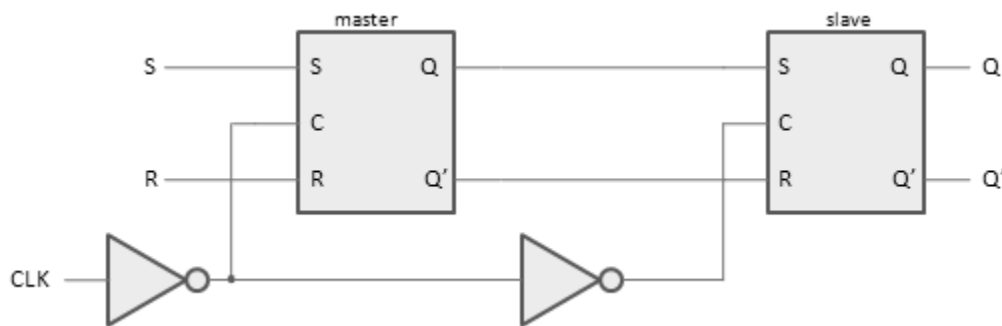 master slave
S S Q S Q Q
C C
R R Q' R Q' Q'
CLK